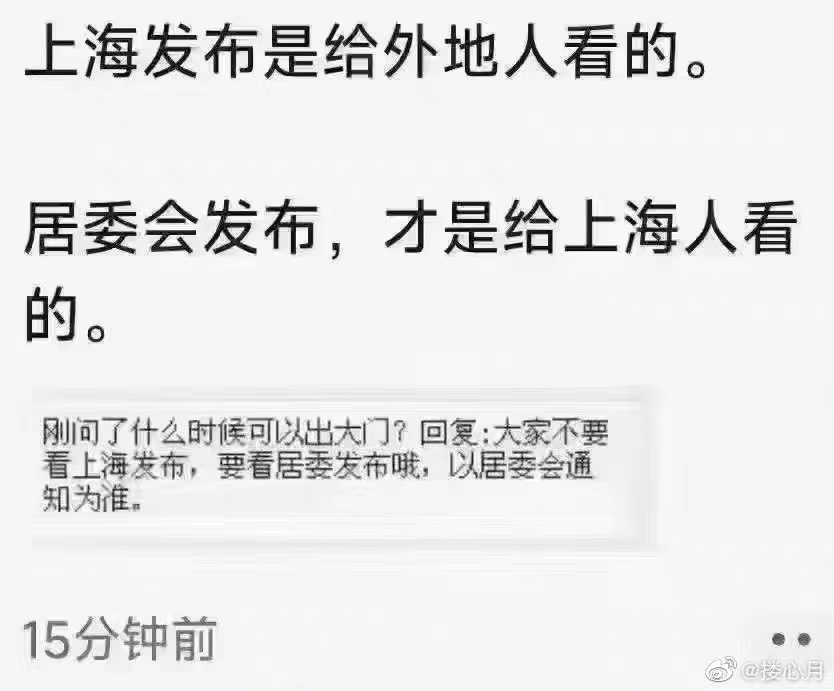 上海发布是给外地人看的。
居委会发布，才是给上海人看
的。
刚问了什么时候可以出大门？回复:大家不要
看上海发布，要看居委发布哦，以居委会通
知为准。
15分钟前
@搂心月